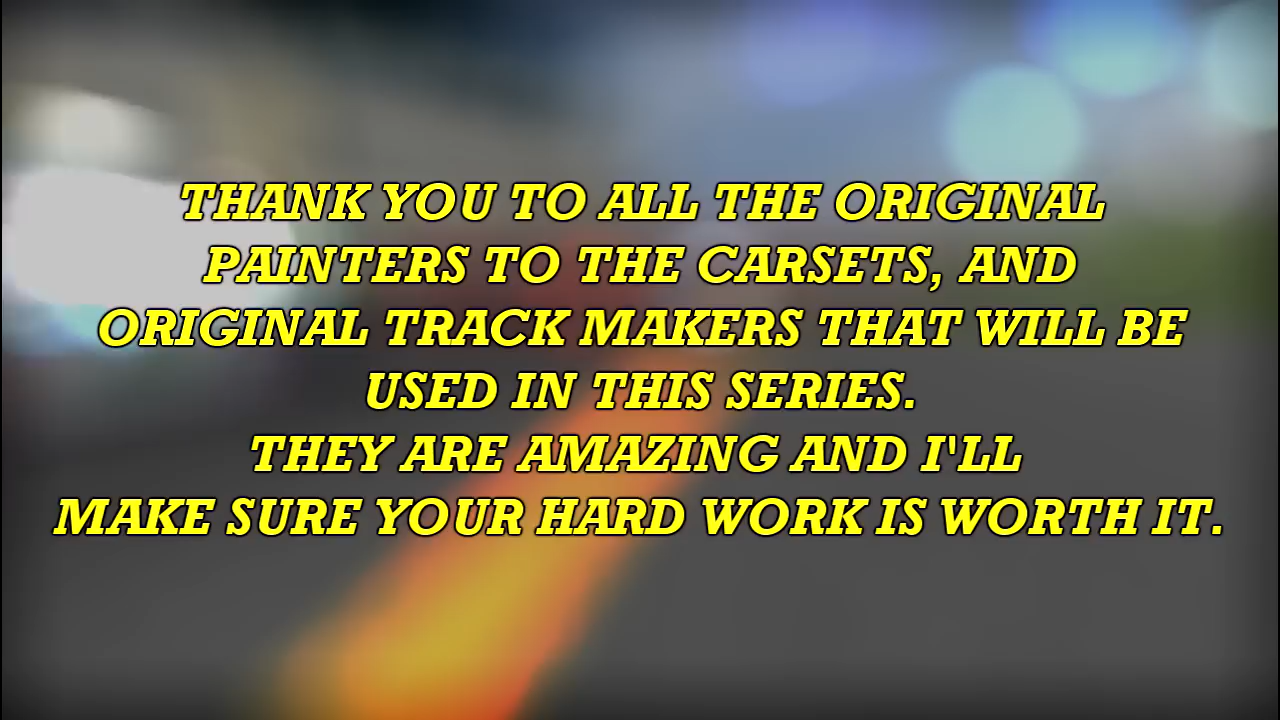 THANK YOU TO ALL THE ORIGINAL
PAINTERS TO THE CARSETS, AND
ORIGINAL TRACK MAKERS THAT WILL BE
USED IN THIS SERIES.
THEY ARE AMAZING AND I'LL
MAKE SURE YOUR HARD WORK IS WORTH IT.